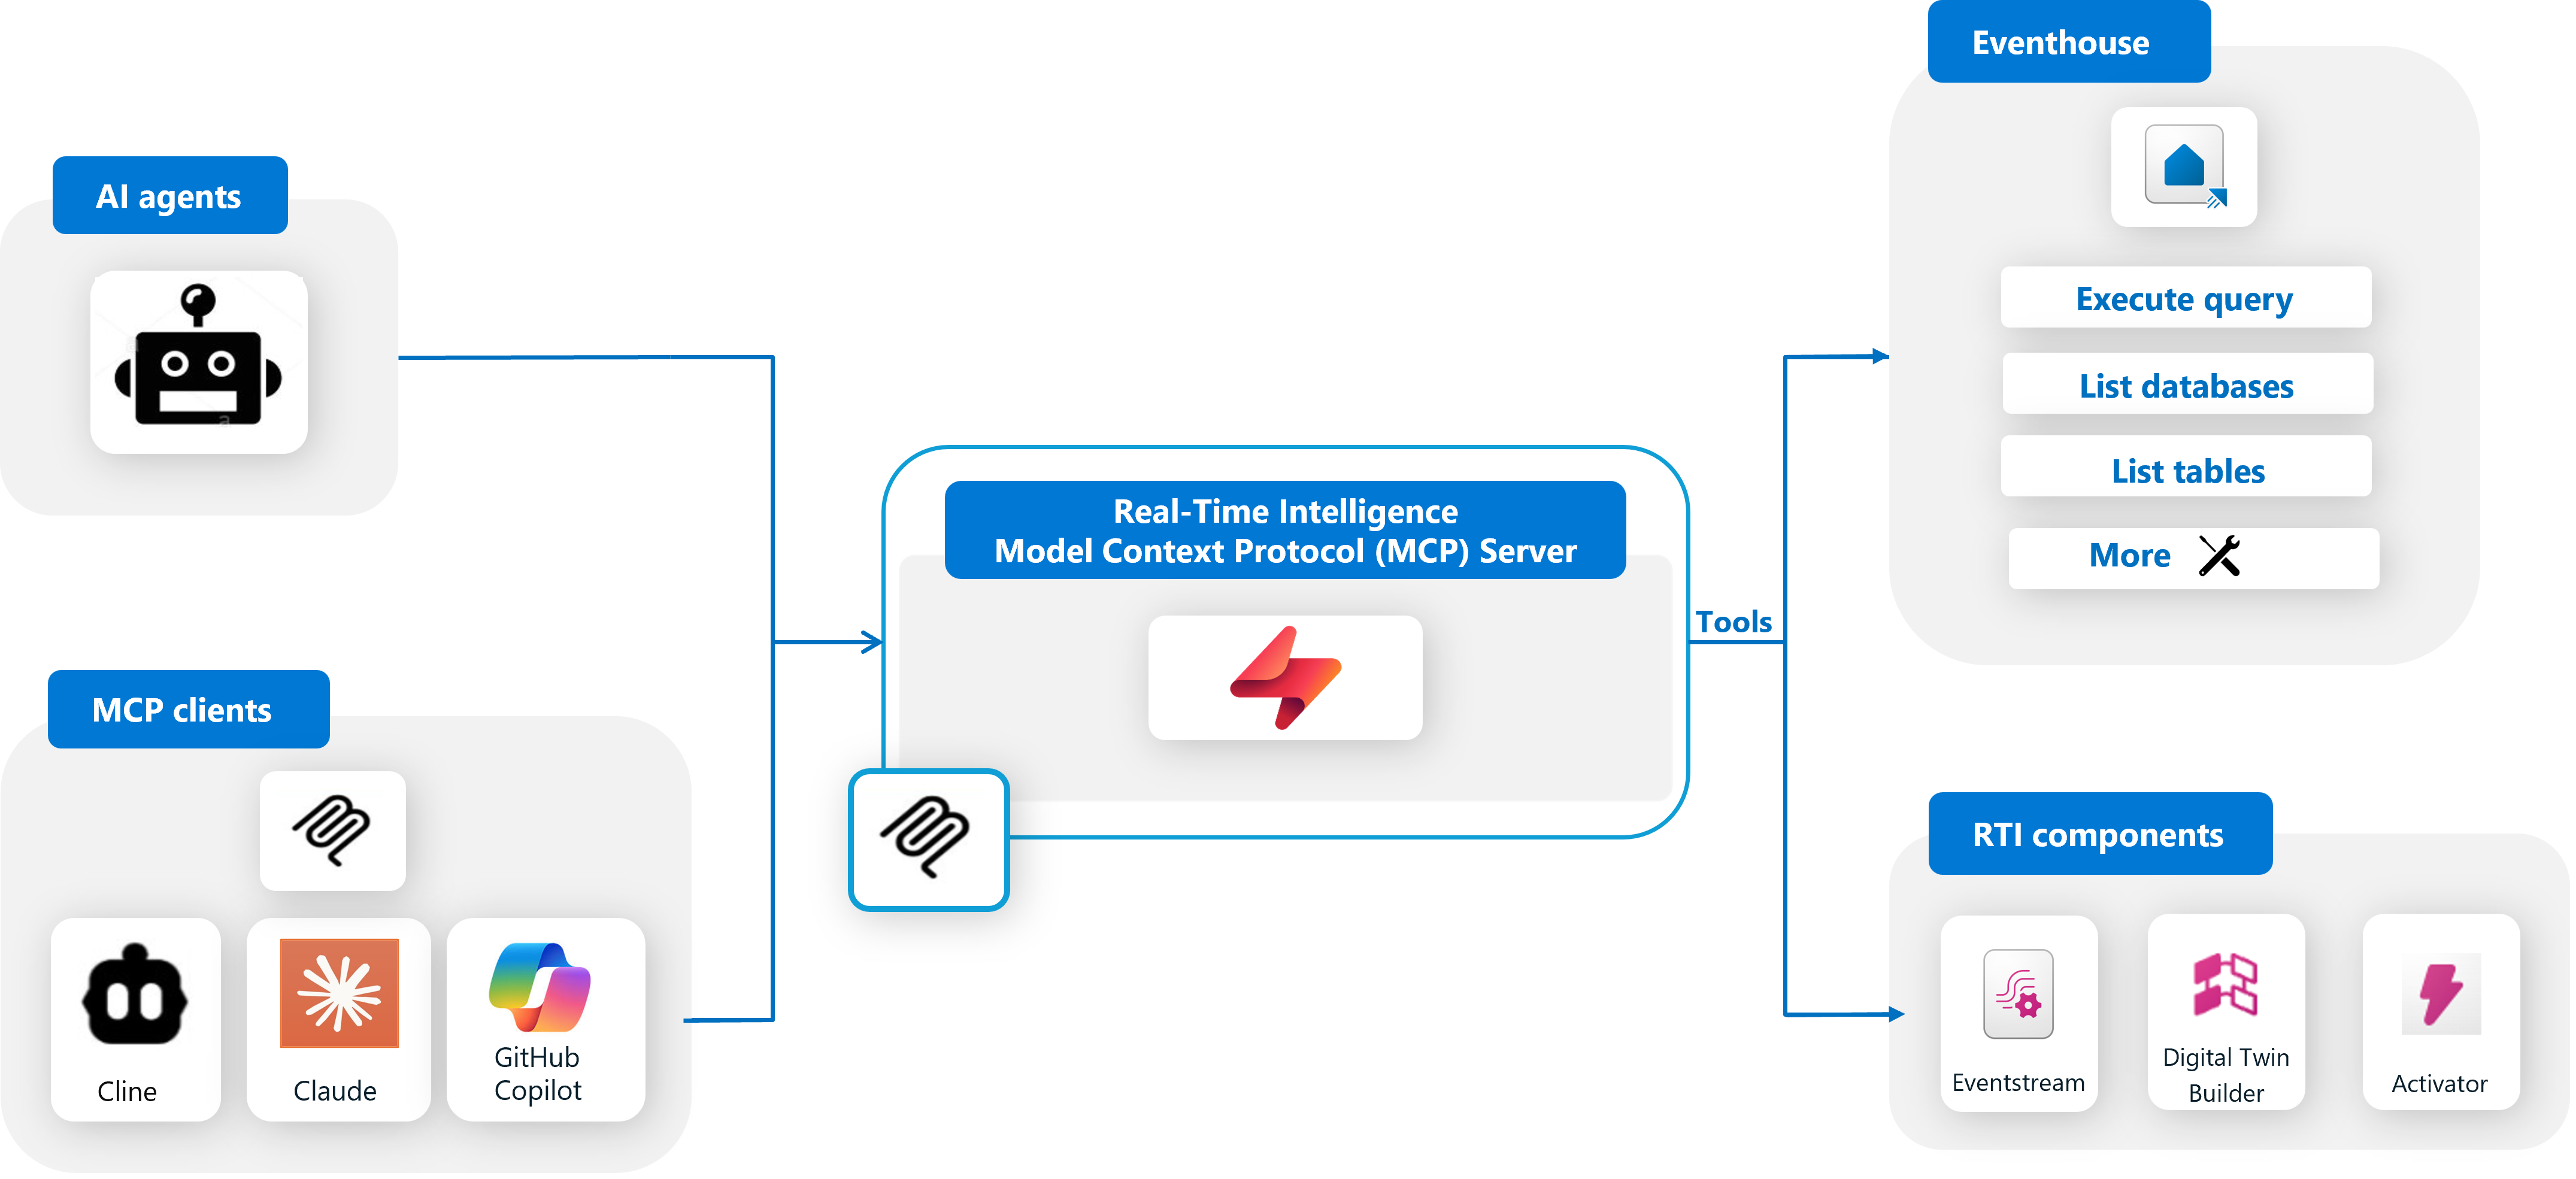 AI agents
MCP clients
Cline
Claude
GitHub
Copilot
Real-Time Intelligence
Model Context Protocol (MCP) Server
Tools
Eventhouse
Execute query
List databases
List tables
More
RTI components
Eventstream
Digital Twin
Builder
Activator